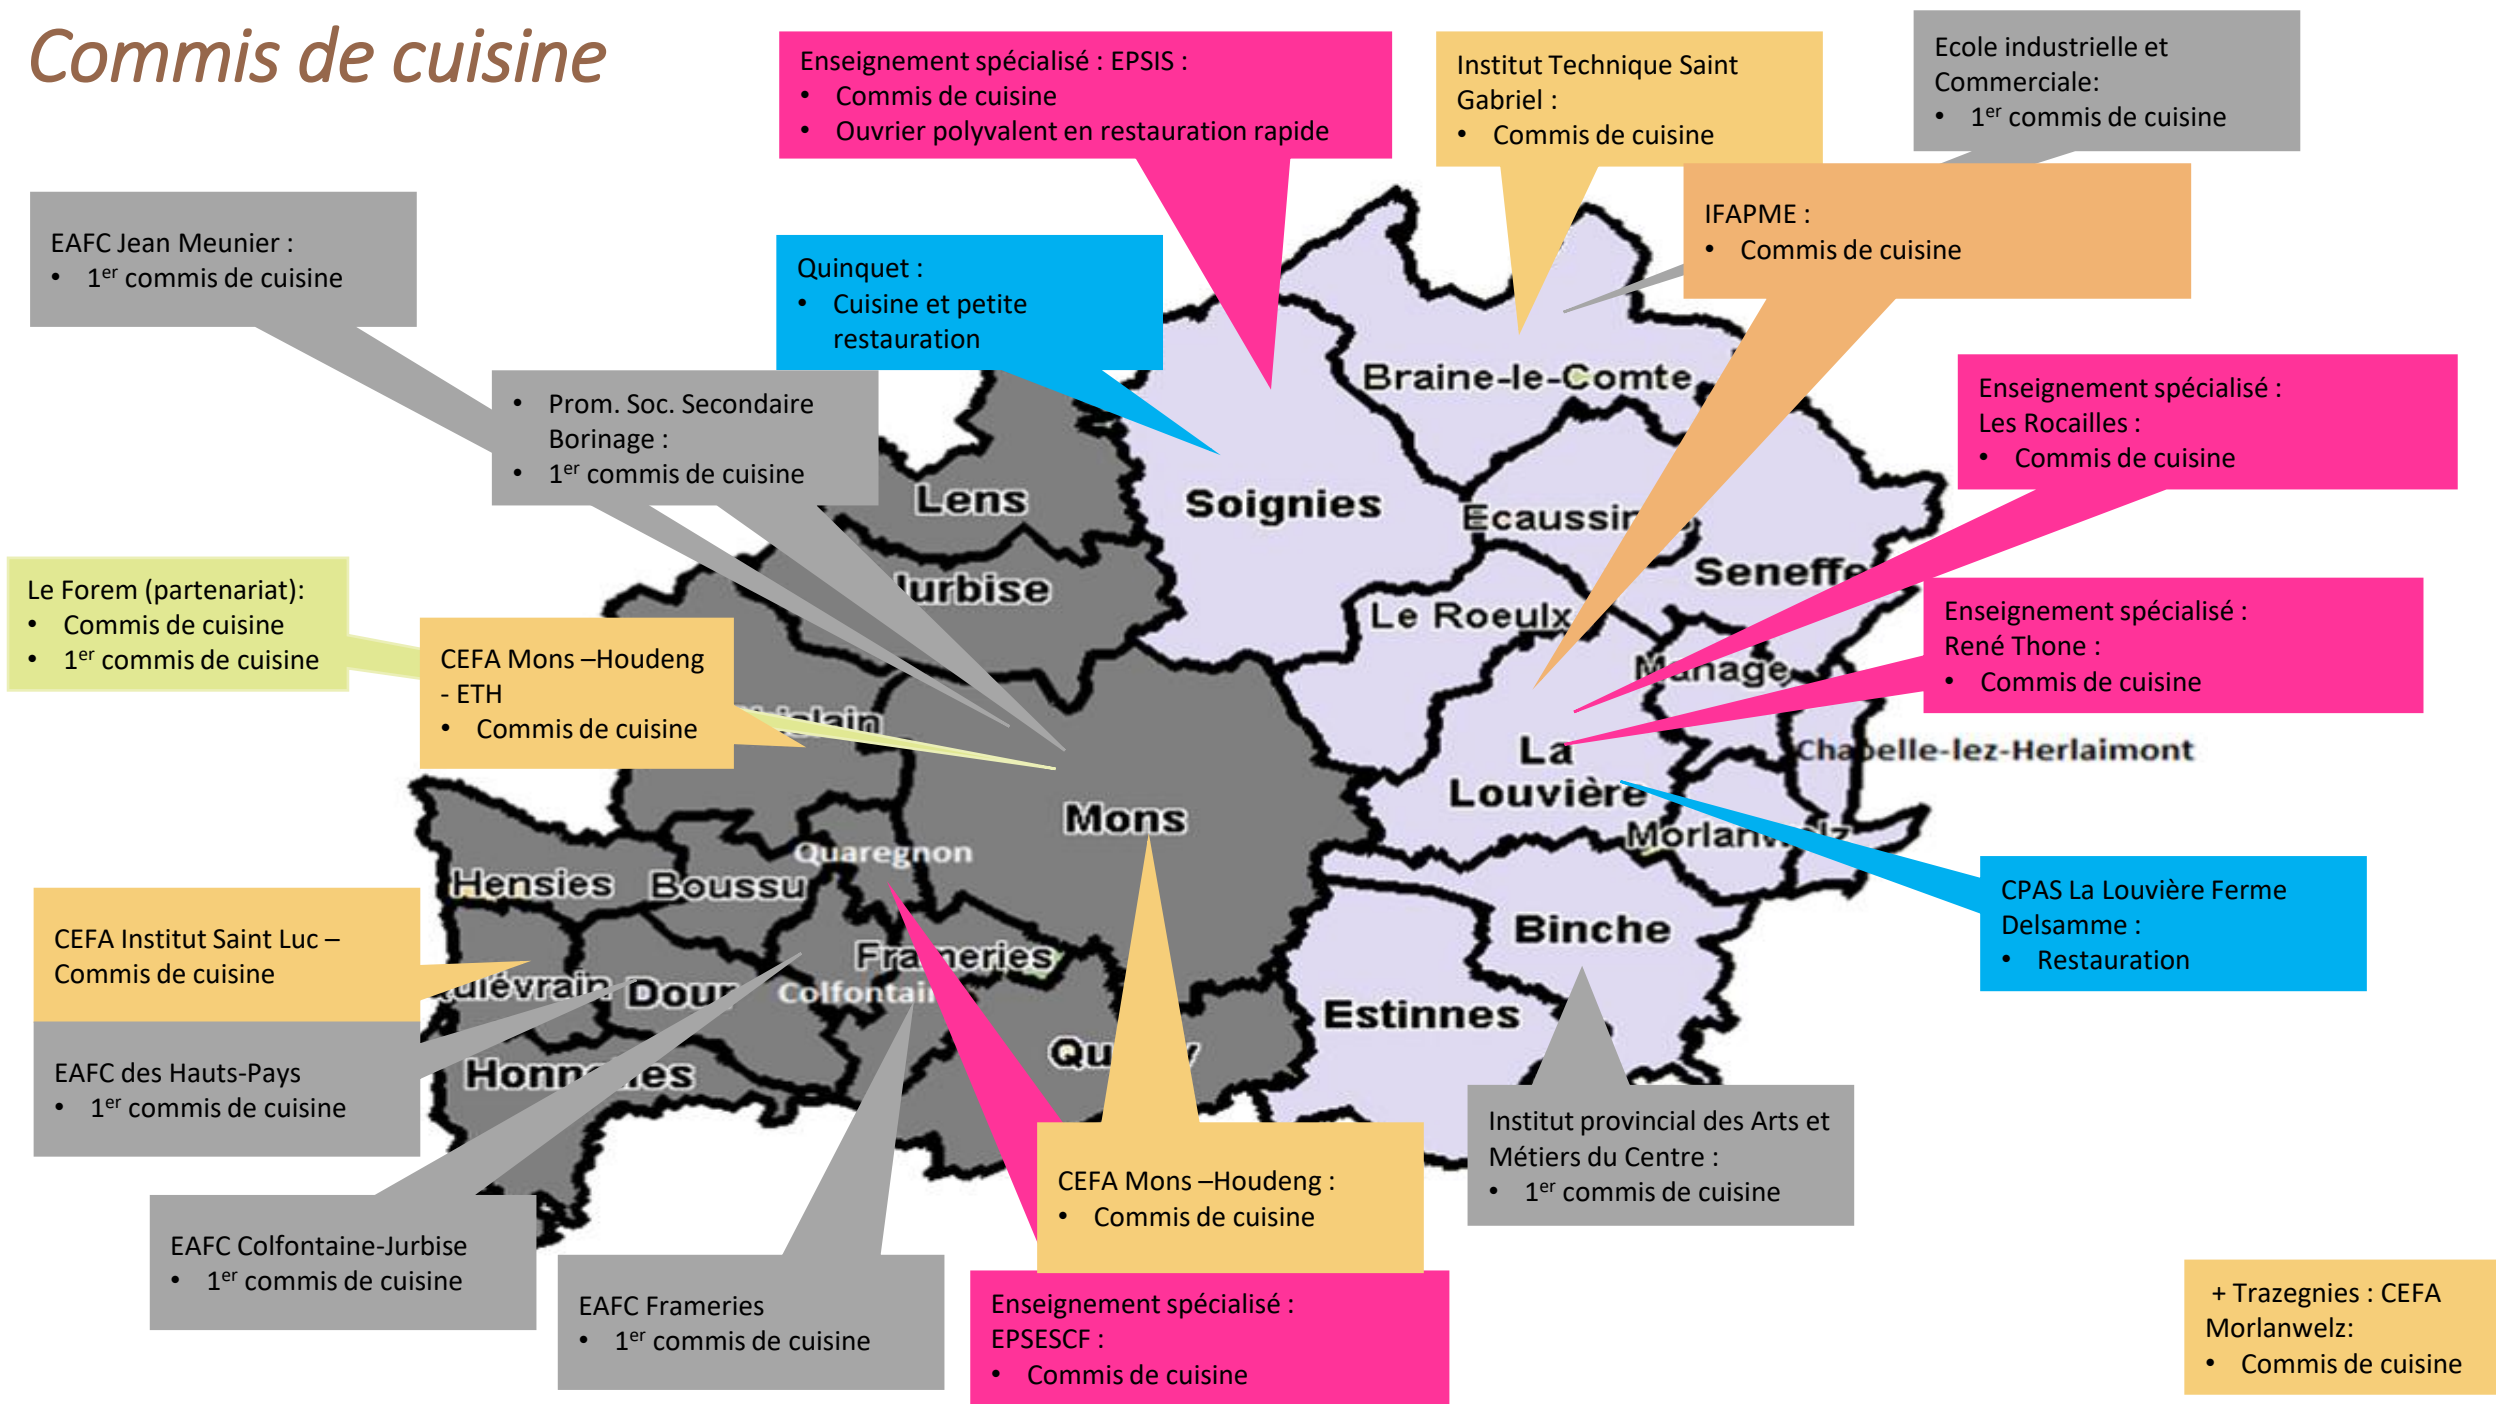 Commis de cuisine
Enseignement spécialisé : EPSIS :
• Commis de cuisine
• Ouvrier polyvalent en restauration rapide
Institut Technique Saint
Gabriel :
• Commis de cuisine
Ecole industrielle et
Commerciale:
• 1er commis de cuisine
EAFC Jean Meunier :
• 1er commis de cuisine
Quinquet :
• Cuisine et petite
restauration
IFAPME :
• Commis de cuisine
• Prom. Soc. Secondaire
Borinage :
• 1er commis de cuisine
Enseignement spécialisé :
Les Rocailles :
• Commis de cuisine
Le Forem (partenariat):
• Commis de cuisine
• 1er commis de cuisine
CEFA Mons –Houdeng
- ETH
• Commis de cuisine
Enseignement spécialisé :
René Thone :
• Commis de cuisine
Braine-le-Comte
Lens
Soignies
Seneffe
Le Roeulx
Manage
La
Louvière
Chapelle-lez-Herlaimont
Mons
Quaregnon
Hensies
Boussu
Binche
Frameries
Dour
Estinnes
CEFA Institut Saint Luc –
Commis de cuisine
EAFC des Hauts-Pays
• 1er commis de cuisine
CPAS La Louvière Ferme
Delsamme :
• Restauration
EAFC Colfontaine-Jurbise
• 1er commis de cuisine
EAFC Frameries
• 1er commis de cuisine
CEFA Mons –Houdeng :
• Commis de cuisine
Institut provincial des Arts et
Métiers du Centre :
• 1er commis de cuisine
Enseignement spécialisé :
EPSESCF :
• Commis de cuisine
+ Trazegnies : CEFA
Morlanwelz:
• Commis de cuisine